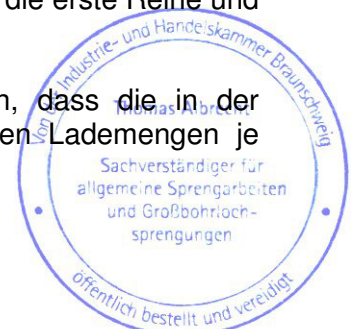 die erste Reihe und
n, dass die in der
en Lademengen je
Von der Industrie- und Handelskammer Braunschweig
Thomas Albrecht
Sachverständiger für
allgemeine Sprengarbeiten
und Großbohrloch-
sprengungen
öffentlich bestellt und vereidigt